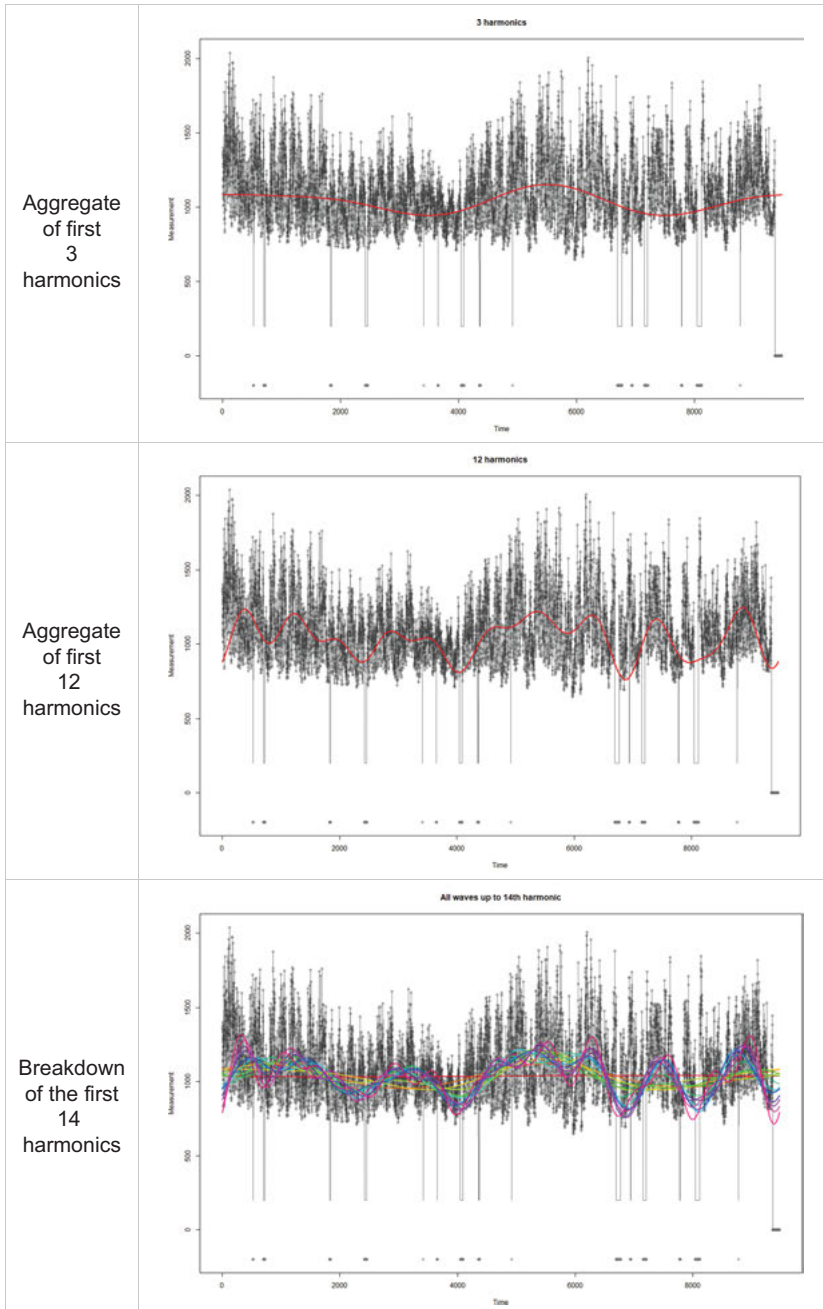 Aggregate
of first
3
harmonics
3 harmonics
Measurement
2000
1500
1000
500
0
0 2000 4000 6000 8000
Time
Aggregate
of first
12
harmonics
12 harmonics
Measurement
2000
1500
1000
500
0
0 2000 4000 6000 8000
Time
Breakdown
of the first
14
harmonics
All waves up to 14th harmonic
Measurement
2000
1500
1000
500
0
0 2000 4000 6000 8000
Time